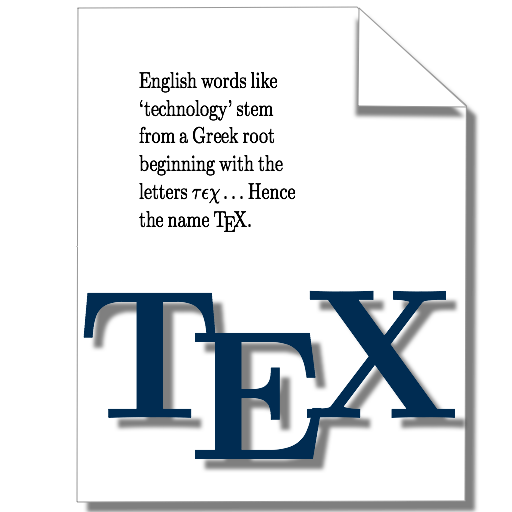 English words like
‘technology’ stem
from a Greek root
beginning with the
letters τϵχ... Hence
the name TEX.
TEX